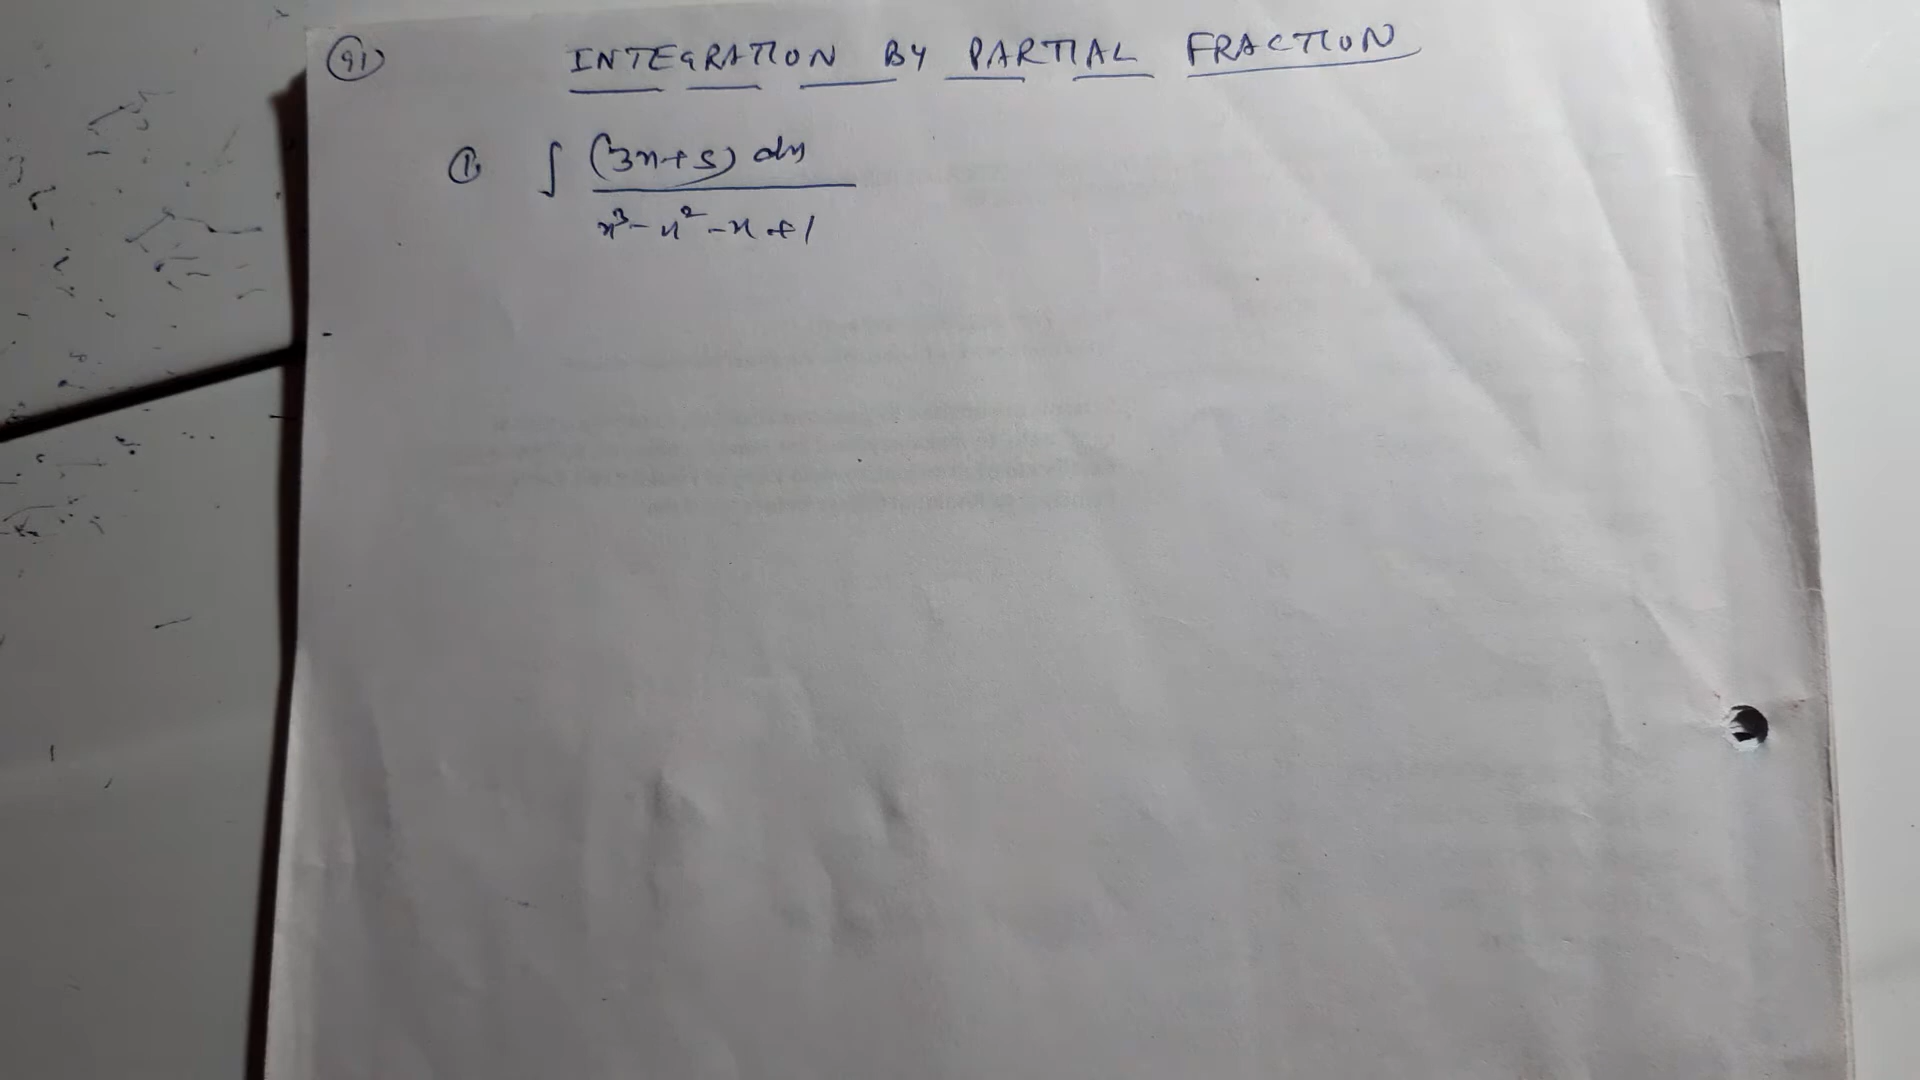 91 INTEGRATION BY PARTIAL FRACTION
① ∫ (3x+5) dx
x³-x²-x+1